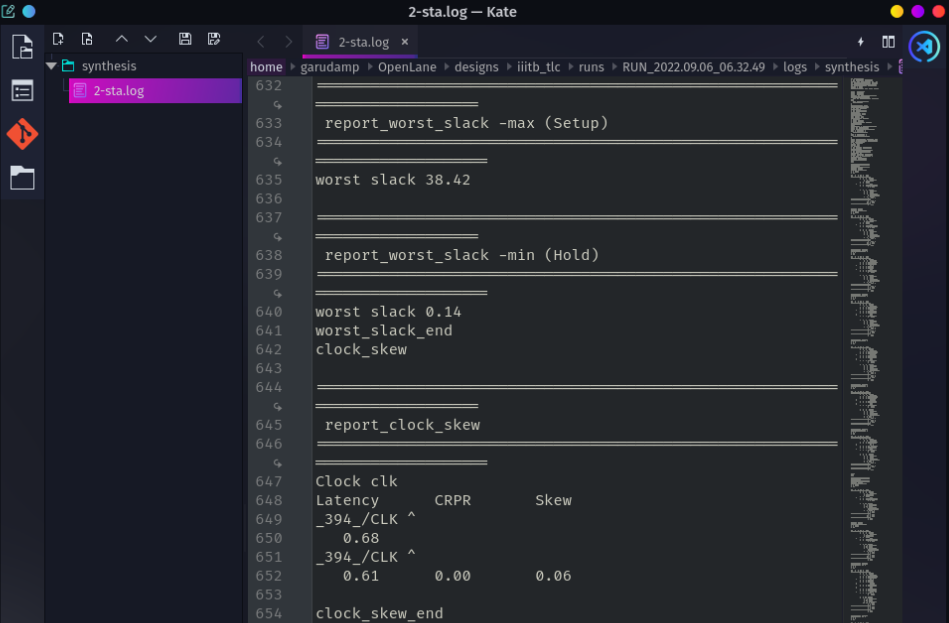 2-sta.log — Kate
2-sta.log
home garudamp OpenLane designs iiitb_tlc runs RUN_2022.09.06_06.32.49 logs synthesis
synthesis
2-sta.log
632 ==========
==========
633 report_worst_slack -max (Setup)
634 ==========
==========
635 worst slack 38.42
636
637 ==========
==========
638 report_worst_slack -min (Hold)
639 ==========
==========
640 worst slack 0.14
641 worst_slack_end
642 clock_skew
643
644 ==========
==========
645 report_clock_skew
646 ==========
==========
647 Clock clk
648 Latency CRPR Skew
649 _394_/CLK ^
650 0.68
651 _394_/CLK ^
652 0.61 0.00 0.06
653
654 clock_skew_end